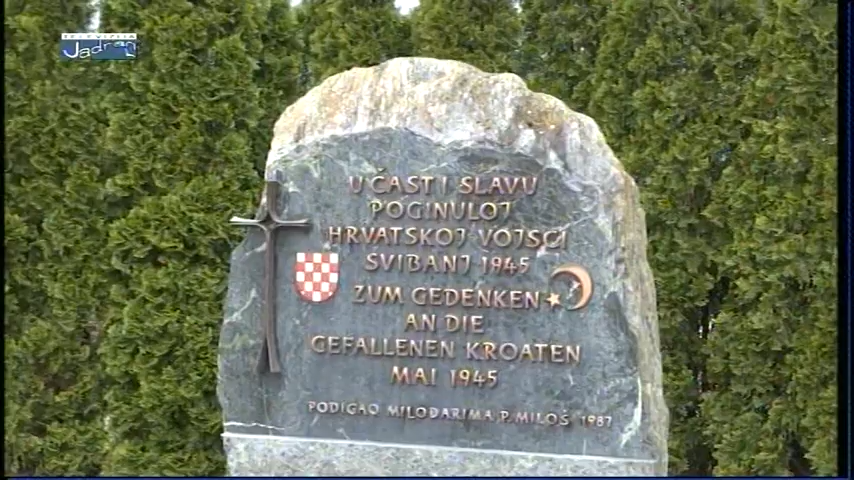 TELEVIZIJA
Jadran
U ČAST I SLAVU
POGINULOJ
HRVATSKOJ VOJSCI
SVIBANJ 1945
ZUM GEDENKEN
AN DIE
GEFALLENEN KROATEN
MAI 1945
PODIGAO MILODARIMA P. MILOŠ 1987